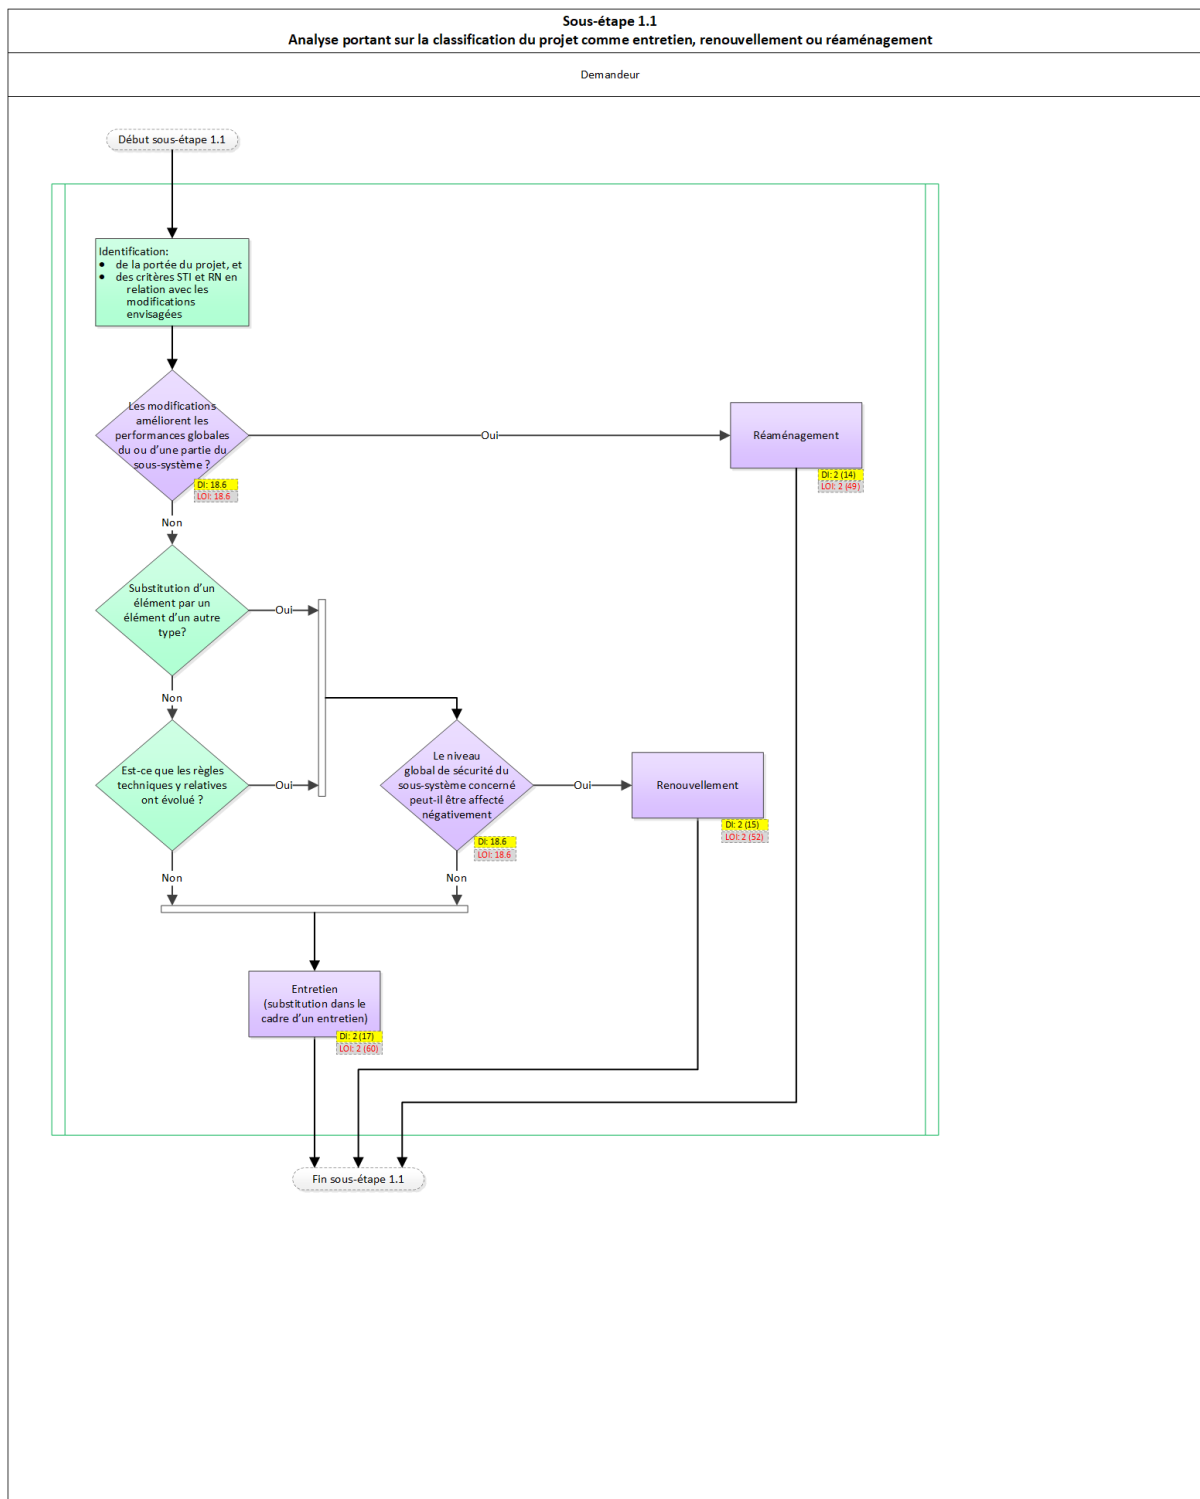 Sous-étape 1.1
Analyse portant sur la classification du projet comme entretien, renouvellement ou réaménagement
Demandeur
Début sous-étape 1.1
Identification:
● de la portée du projet, et
● des critères STI et RN en
relation avec les
modifications
envisagées
Les modifications
améliorent les
performances globales
du ou d’une partie du
sous-système ?
DI: 18.6
LOI: 18.6
Oui
Réaménagement
DI: 2 (14)
LOI: 2 (49)
Non
Substitution d’un
élément par un
élément d’un autre
type?
Oui
Non
Est-ce que les règles
techniques y relatives
ont évolué ?
Oui
Le niveau
global de sécurité du
sous-système concerné
peut-il être affecté
négativement
DI: 18.6
LOI: 18.6
Oui
Renouvellement
DI: 2 (15)
LOI: 2 (52)
Non
Non
Entretien
(substitution dans le
cadre d’un entretien)
DI: 2 (17)
LOI: 2 (60)
Fin sous-étape 1.1